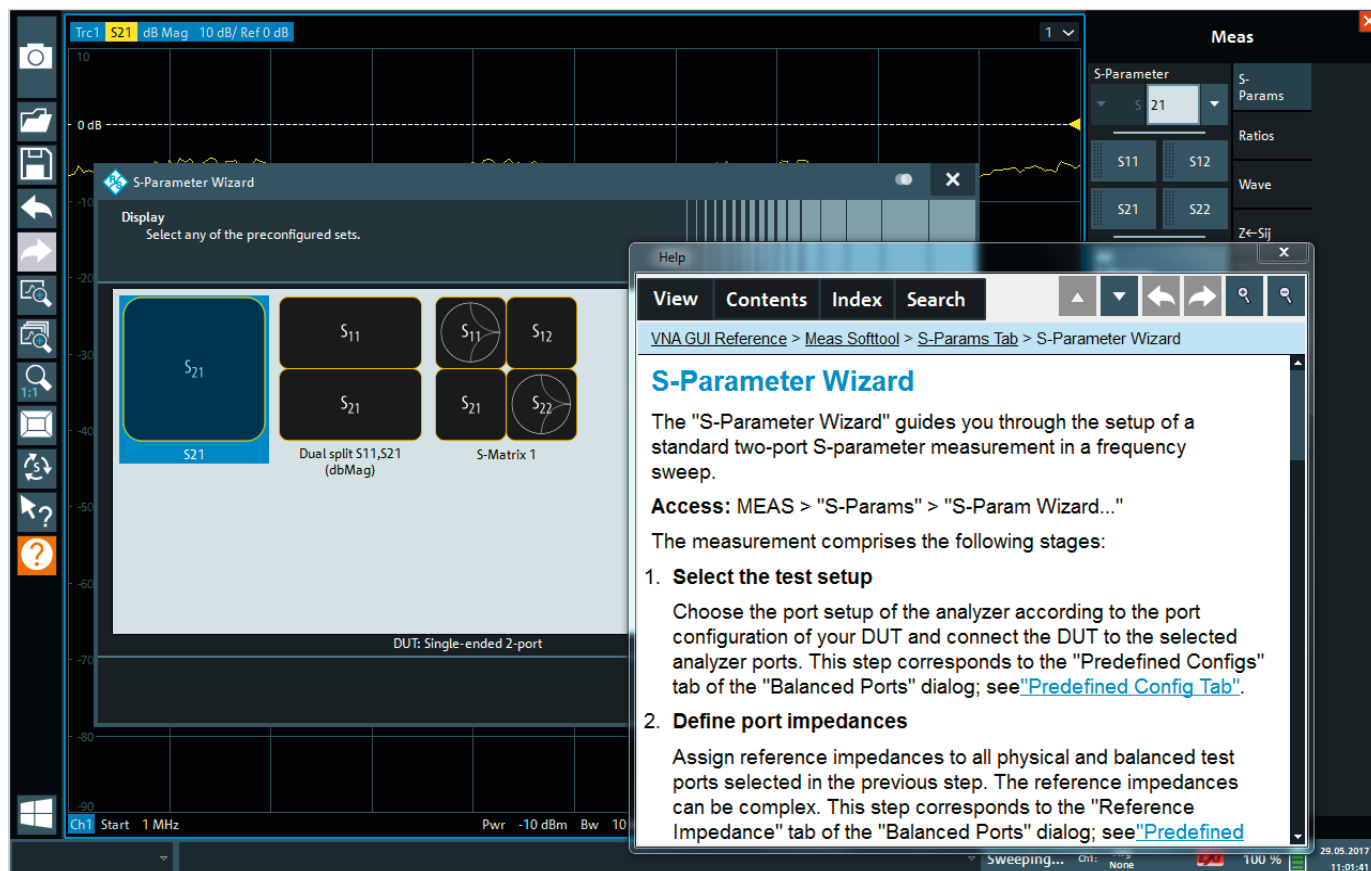 Trc1 S21 dB Mag 10 dB/ Ref 0 dB
1
10
0 dB
-10
-20
-30
-40
-50
-60
-70
-80
-90
1:1
S-Parameter Wizard
Display
Select any of the preconfigured sets.
S21
S11
S21
S11
S12
S21
S22
S21
Dual split S11,S21
(dbMag)
S-Matrix 1
DUT: Single-ended 2-port
Ch1 Start 1 MHz
Pwr -10 dBm Bw 10
Meas
S-Parameter
S 21
S11
S12
S21
S22
S-
Params
Ratios
Wave
Z←Sij
Help
View Contents Index Search
VNA GUI Reference > Meas Softtool > S-Params Tab > S-Parameter Wizard
S-Parameter Wizard
The "S-Parameter Wizard" guides you through the setup of a
standard two-port S-parameter measurement in a frequency
sweep.
Access: MEAS > "S-Params" > "S-Param Wizard..."
The measurement comprises the following stages:
1. Select the test setup
Choose the port setup of the analyzer according to the port
configuration of your DUT and connect the DUT to the selected
analyzer ports. This step corresponds to the "Predefined Configs"
tab of the "Balanced Ports" dialog; see"Predefined Config Tab".
2. Define port impedances
Assign reference impedances to all physical and balanced test
ports selected in the previous step. The reference impedances
can be complex. This step corresponds to the "Reference
Impedance" tab of the "Balanced Ports" dialog; see"Predefined
Sweeping... Ch1:
None
100 %
29.05.2017
11:01:41